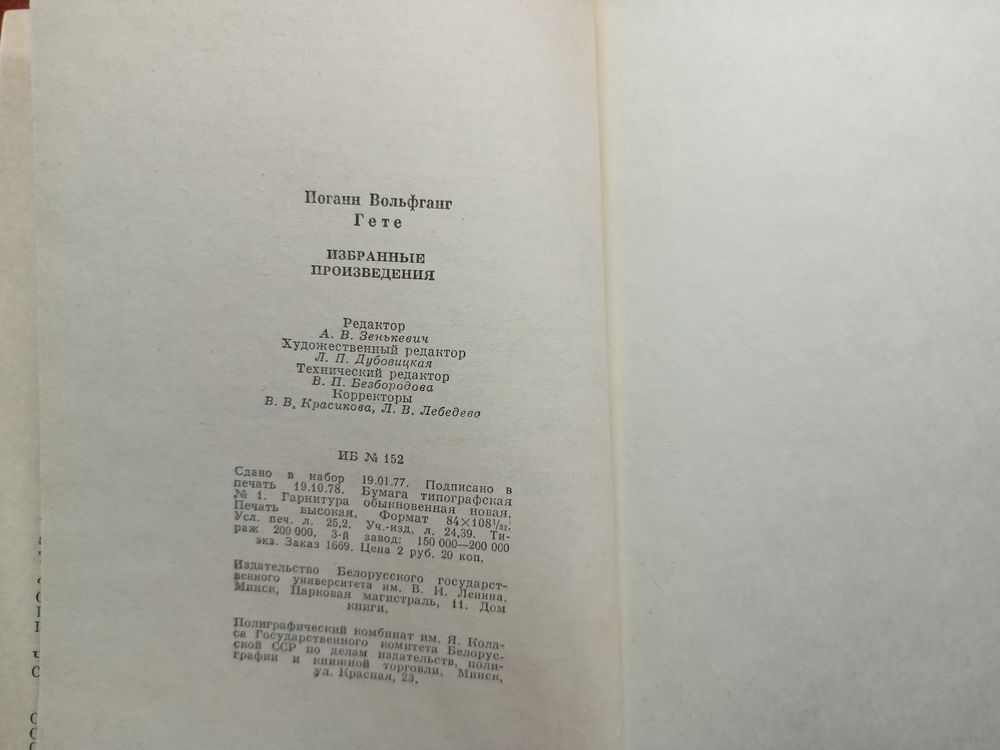 Иоганн Вольфганг
Гете
ИЗБРАННЫЕ
ПРОИЗВЕДЕНИЯ
Редактор
А. В. Зенькевич
Художественный редактор
Л. П. Дубовицкая
Технический редактор
В. П. Безбородова
Корректоры
В. В. Красикова, Л. В. Лебедева
ИБ № 152
Сдано в набор 19.01.77. Подписано в
печать 19.10.78. Бумага типографская
№ 1. Гарнитура обыкновенная новая.
Печать высокая. Формат 84×108¹/₃₂.
Усл. печ. л. 25,2. Уч.-изд. л. 24,39. Ти-
раж 200 000. 3-й завод: 150 000—200 000
экз. Заказ 1669. Цена 2 руб. 20 коп.
Издательство Белорусского государст-
венного университета им. В. И. Ленина.
Минск, Парковая магистраль, 11. Дом
книги.
Полиграфический комбинат им. Я. Кола-
са Государственного комитета Белорус-
ской ССР по делам издательств, поли-
графии и книжной торговли. Минск,
ул. Красная, 23.